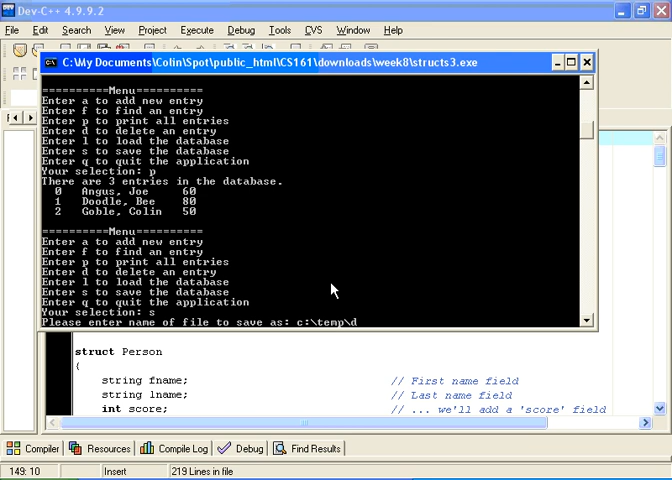 Dev-C++ 4.9.9.2
File Edit Search View Project Execute Debug Tools CVS Window Help
C:\My Documents\Colin\Spot\public_html\CS161\downloads\week8\structs3.exe
==========Menu==========
Enter a to add new entry
Enter f to find an entry
Enter p to print all entries
Enter d to delete an entry
Enter l to load the database
Enter s to save the database
Enter q to quit the application
Your selection: p
There are 3 entries in the database.
0 Angus, Joe 60
1 Doodle, Bee 80
2 Goble, Colin 50
==========Menu==========
Enter a to add new entry
Enter f to find an entry
Enter p to print all entries
Enter d to delete an entry
Enter l to load the database
Enter s to save the database
Enter q to quit the application
Your selection: s
Please enter name of file to save as: c:\temp\d
struct Person
{
string fname; // First name field
string lname; // Last name field
int score; // ... we'll add a 'score' field
Compiler Resources Compile Log Debug Find Results
149: 10 Insert 219 Lines in file